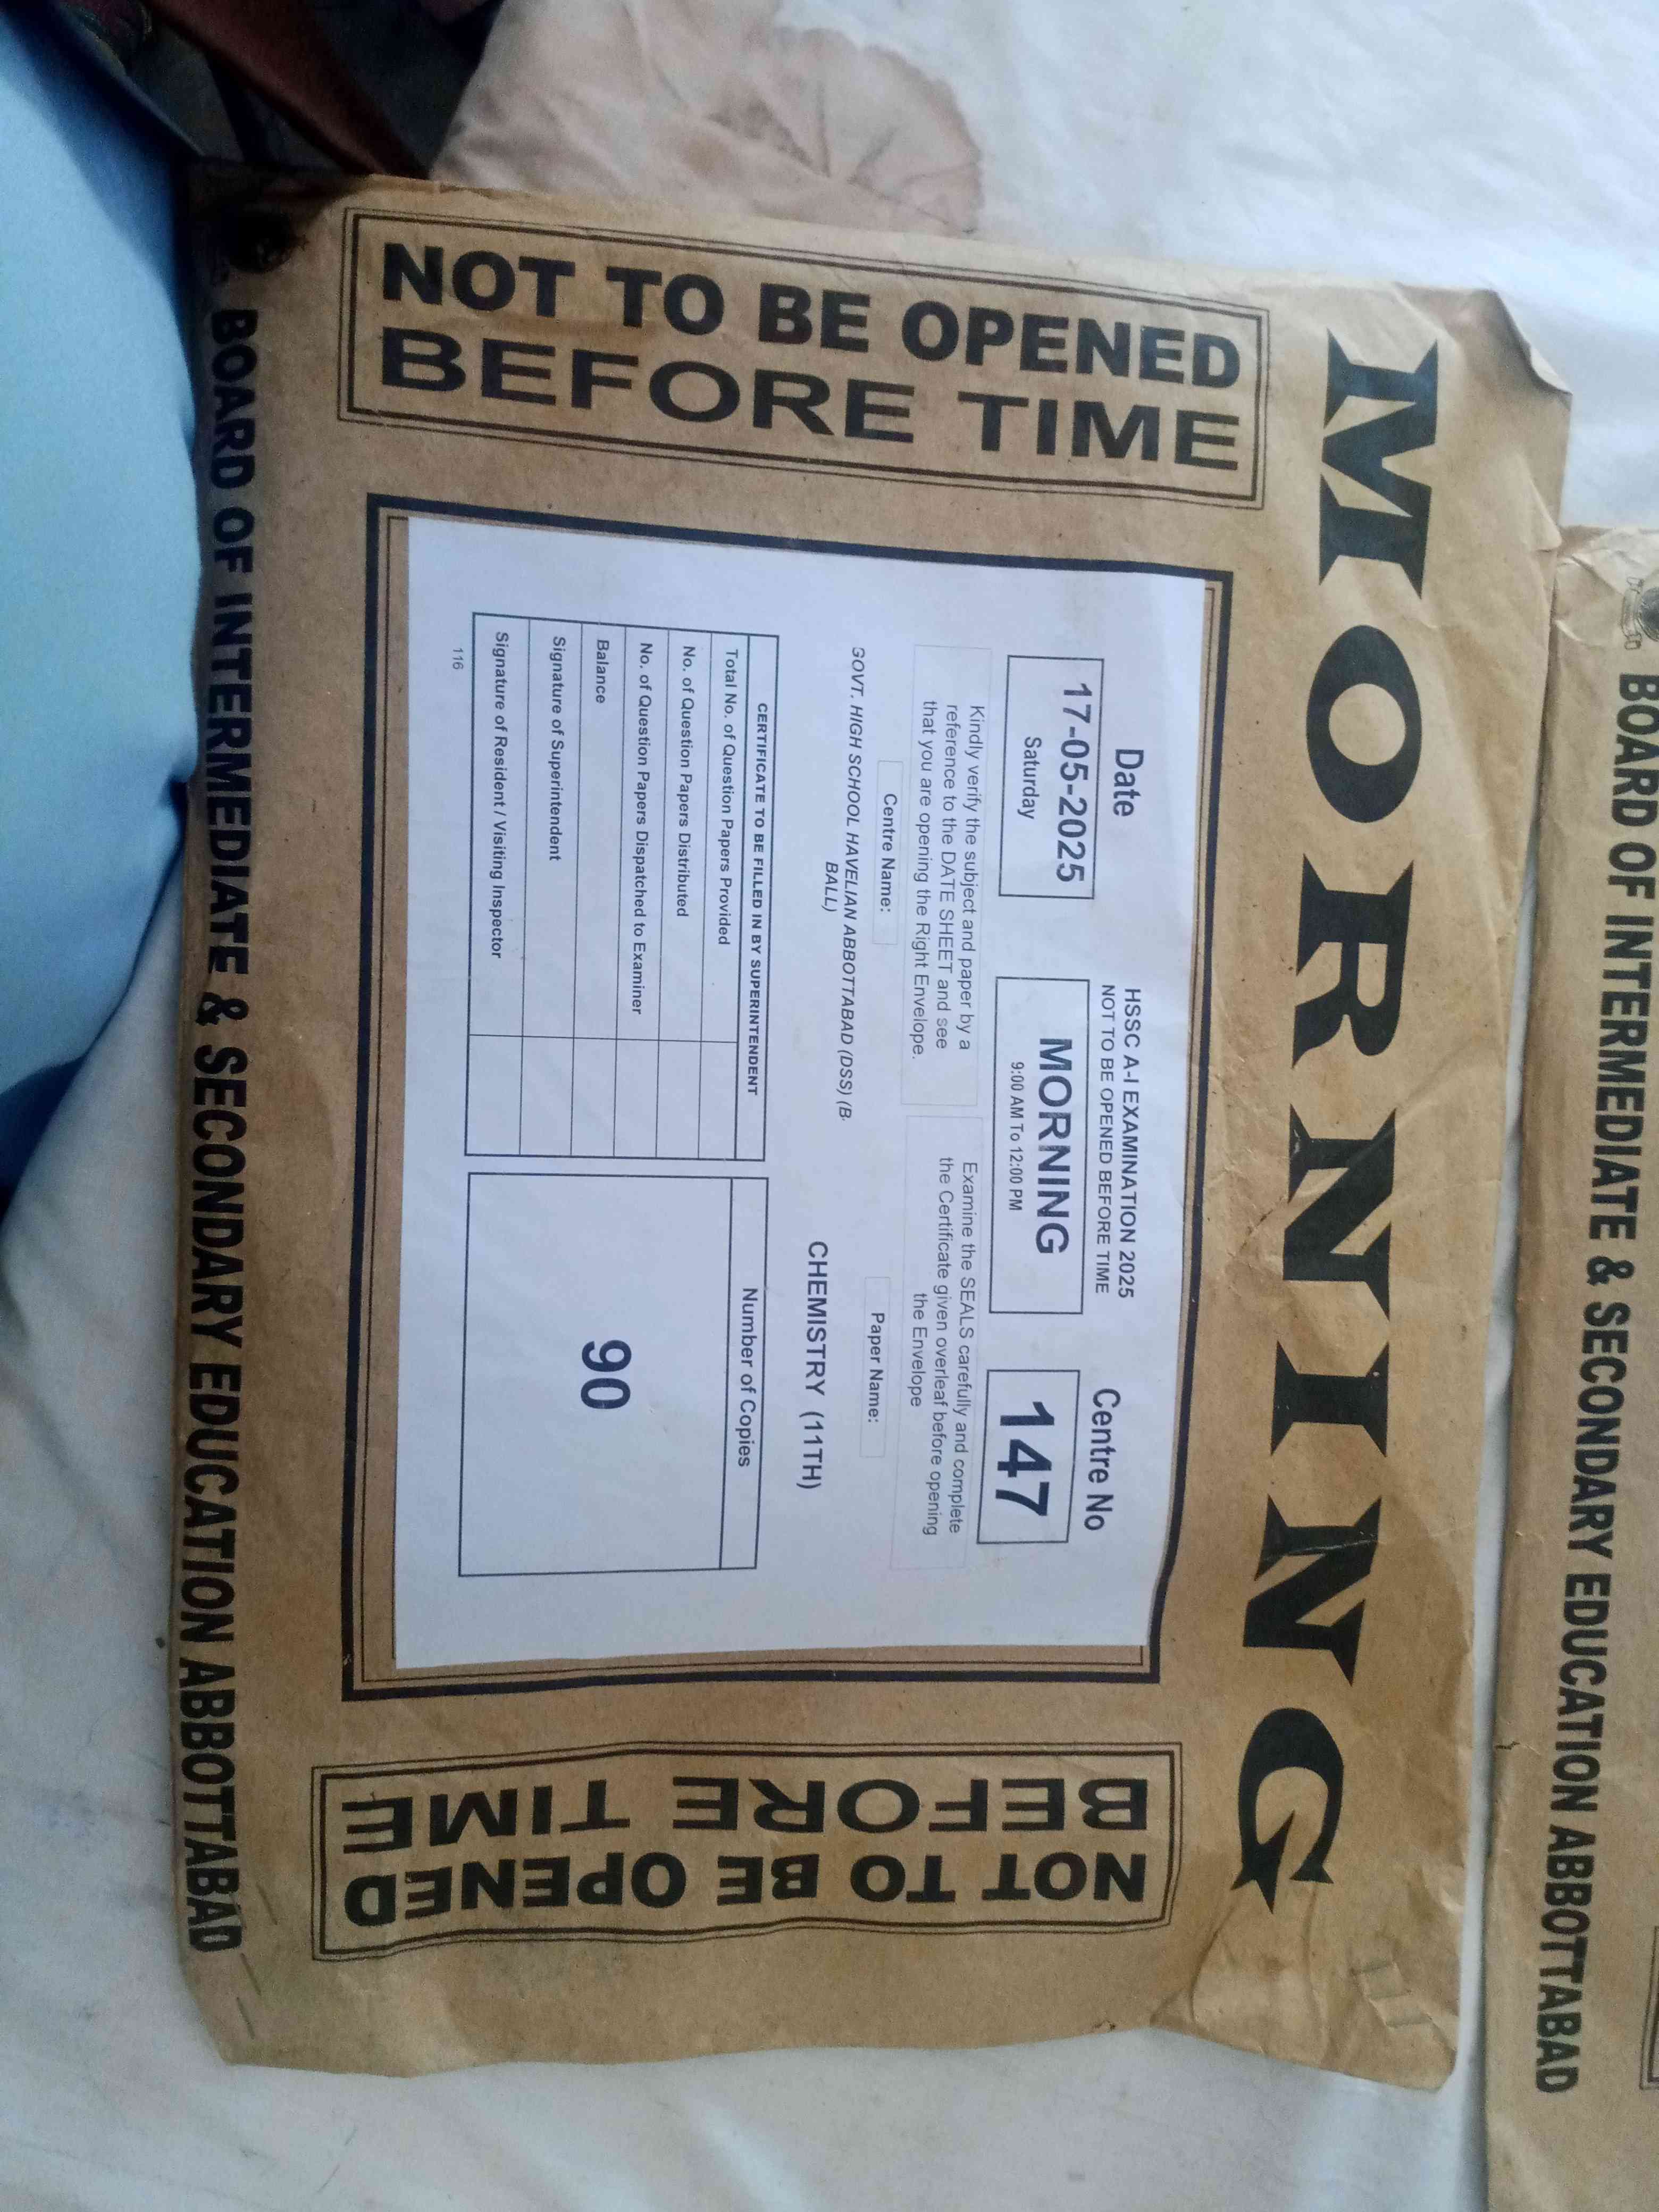 MORNING
NOT TO BE OPENED
BEFORE TIME
Date
17-05-2025
Saturday
HSSC A-I EXAMINATION 2025
NOT TO BE OPENED BEFORE TIME
MORNING
9:00 AM To 12:00 PM
Centre No
147
Kindly verify the subject and paper by a
reference to the DATE SHEET and see
that you are opening the Right Envelope.
Examine the SEALS carefully and complete
the Certificate given overleaf before opening
the Envelope
Centre Name:
GOVT. HIGH SCHOOL HAVELIAN ABBOTTABAD (DSS) (B-
BALL)
Paper Name:
CHEMISTRY (11TH)
CERTIFICATE TO BE FILLED IN BY SUPERINTENDENT
Total No. of Question Papers Provided
No. of Question Papers Distributed
No. of Question Papers Dispatched to Examiner
Balance
Signature of Superintendent
Signature of Resident / Visiting Inspector
116
Number of Copies
90
NOT TO BE OPENED
BEFORE TIME
BOARD OF INTERMEDIATE & SECONDARY EDUCATION ABBOTTABAD
BOARD OF INTERMEDIATE & SECONDARY EDUCATION ABBOTTABAD